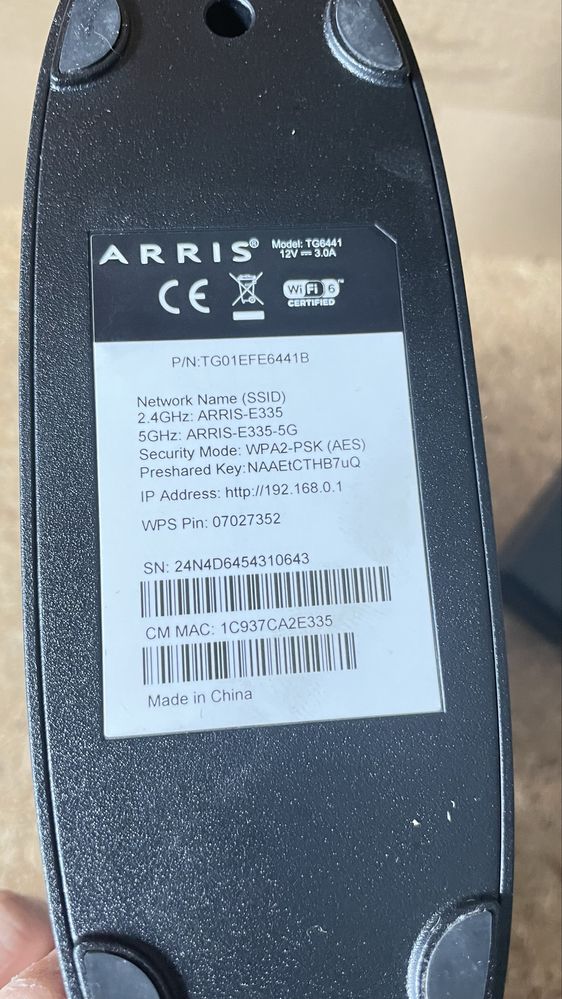 ARRIS®
Model: TG6441
12V ⎓ 3.0A
CE
WiFi 6™
CERTIFIED
P/N:TG01EFE6441B
Network Name (SSID)
2.4GHz: ARRIS-E335
5GHz: ARRIS-E335-5G
Security Mode: WPA2-PSK (AES)
Preshared Key:NAAEtCTHB7uQ
IP Address: http://192.168.0.1
WPS Pin: 07027352
SN: 24N4D6454310643
CM MAC: 1C937CA2E335
Made in China